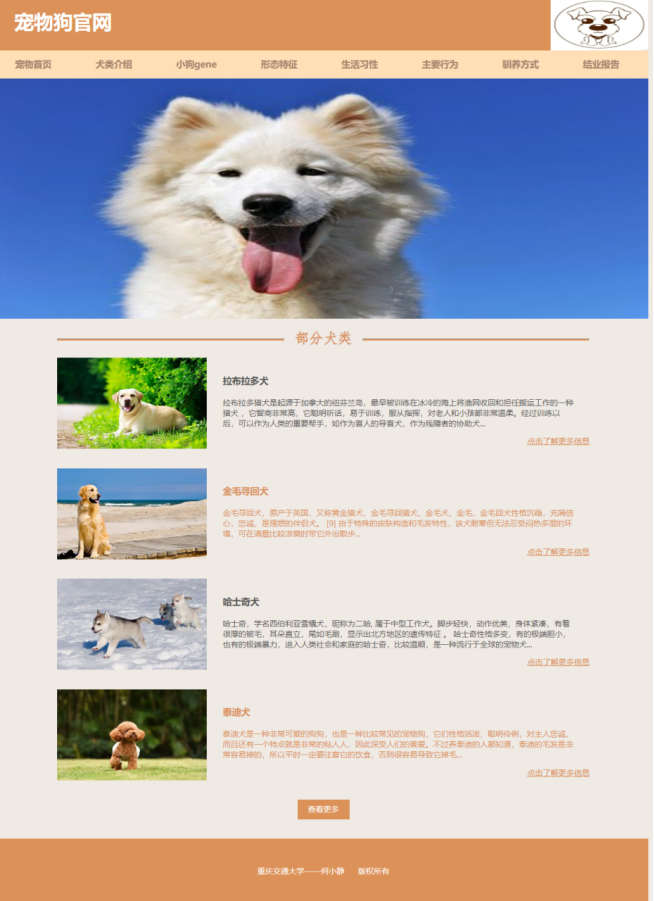 宠物狗官网
宠物首页 犬类介绍 小狗gene 形态特征 生活习性 主要行为 驯养方式 结业报告
部分犬类
拉布拉多犬
拉布拉多猎犬是起源于加拿大的纽芬兰岛，最早被训练在冰冷的海上将渔网收回和担任搬运工作的一种
猎犬 ，它智商非常高，它聪明听话，易于训练，服从指挥，对老人和小孩都非常温柔。经过训练以
后，可以作为人类的重要帮手，如作为盲人的导盲犬，作为残障者的协助犬...
点击了解更多信息
金毛寻回犬
金毛寻回犬，原产于英国，又称黄金猎犬、金毛寻回猎犬、金毛犬、金毛。金毛回犬性格沉稳，充满信
心，忠诚，是理想的伴侣犬。 [9] 由于特殊的皮肤构造和毛发特性，该犬耐寒但无法忍受闷热多湿的环
境，可在清晨比较凉爽时带它外出散步...
点击了解更多信息
哈士奇犬
哈士奇，学名西伯利亚雪橇犬，昵称为二哈, 属于中型工作犬。脚步轻快，动作优美，身体紧凑，有着
很厚的被毛，耳朵直立，尾如毛刷，显示出北方地区的遗传特征 。 哈士奇性格多变，有的极端胆小，
也有的极端暴力，进入人类社会和家庭的哈士奇，比较温顺，是一种流行于全球的宠物犬...
点击了解更多信息
泰迪犬
泰迪犬是一种非常可爱的狗狗，也是一种比较常见的宠物狗，它们性格活泼，聪明伶俐，对主人忠诚，
而且还有一个特点就是非常的粘人人，因此深受人们的喜爱。不过养泰迪的人都知道，泰迪的毛发是非
常容易掉的，所以平时一定要注意它的饮食，否则很容易导致它掉毛...
点击了解更多信息
查看更多
重庆交通大学——何小静 版权所有